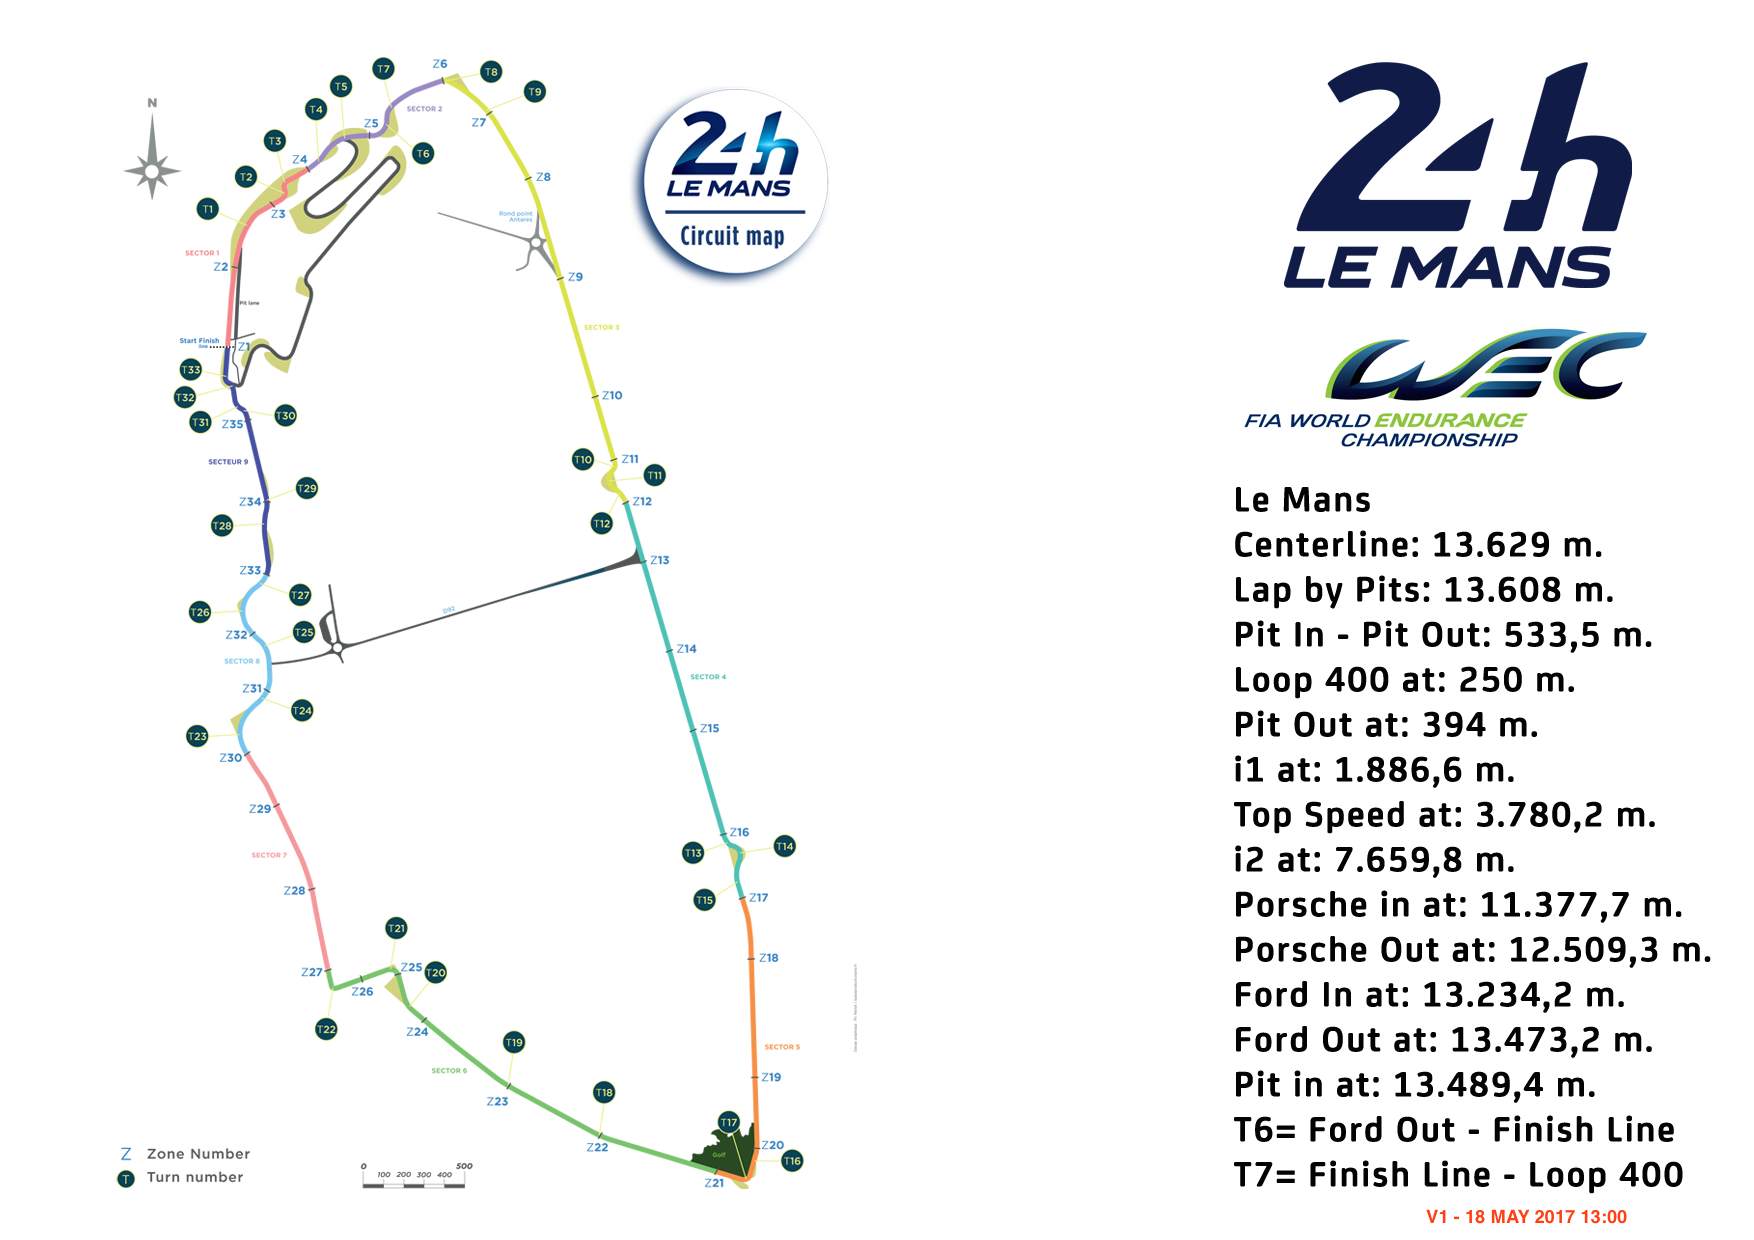 N
24h
LE MANS
Circuit map
Z6
T7
T8
T5
T9
T4
SECTOR 2
Z7
Z5
T3
T6
Z4
T2
Z8
T1
Z3
Rond point
Antares
SECTOR 1
Z2
Z9
Pit lane
SECTOR 3
Start Finish
line
Z1
T33
T32
Z10
T31
Z35
T30
SECTEUR 9
T10
Z11
T11
T29
Z34
Z12
T28
T12
Z33
Z13
T27
T26
D92
Z32
T25
SECTOR 8
Z14
SECTOR 4
Z31
T24
T23
Z15
Z30
Z29
Z16
T14
T13
SECTOR 7
Z28
T15
Z17
T21
Z18
Z27
Z25
T20
Z26
T22
Z24
T19
SECTOR 5
SECTOR 6
Z19
T18
Z23
T17
Z22
Z20
Golf
T16
Z21
Z Zone Number
T Turn number
0 500
100 200 300 400
24h
LE MANS
WEC
FIA WORLD ENDURANCE
CHAMPIONSHIP
Le Mans
Centerline: 13.629 m.
Lap by Pits: 13.608 m.
Pit In - Pit Out: 533,5 m.
Loop 400 at: 250 m.
Pit Out at: 394 m.
i1 at: 1.886,6 m.
Top Speed at: 3.780,2 m.
i2 at: 7.659,8 m.
Porsche in at: 11.377,7 m.
Porsche Out at: 12.509,3 m.
Ford In at: 13.234,2 m.
Ford Out at: 13.473,2 m.
Pit in at: 13.489,4 m.
T6= Ford Out - Finish Line
T7= Finish Line - Loop 400
V1 - 18 MAY 2017 13:00